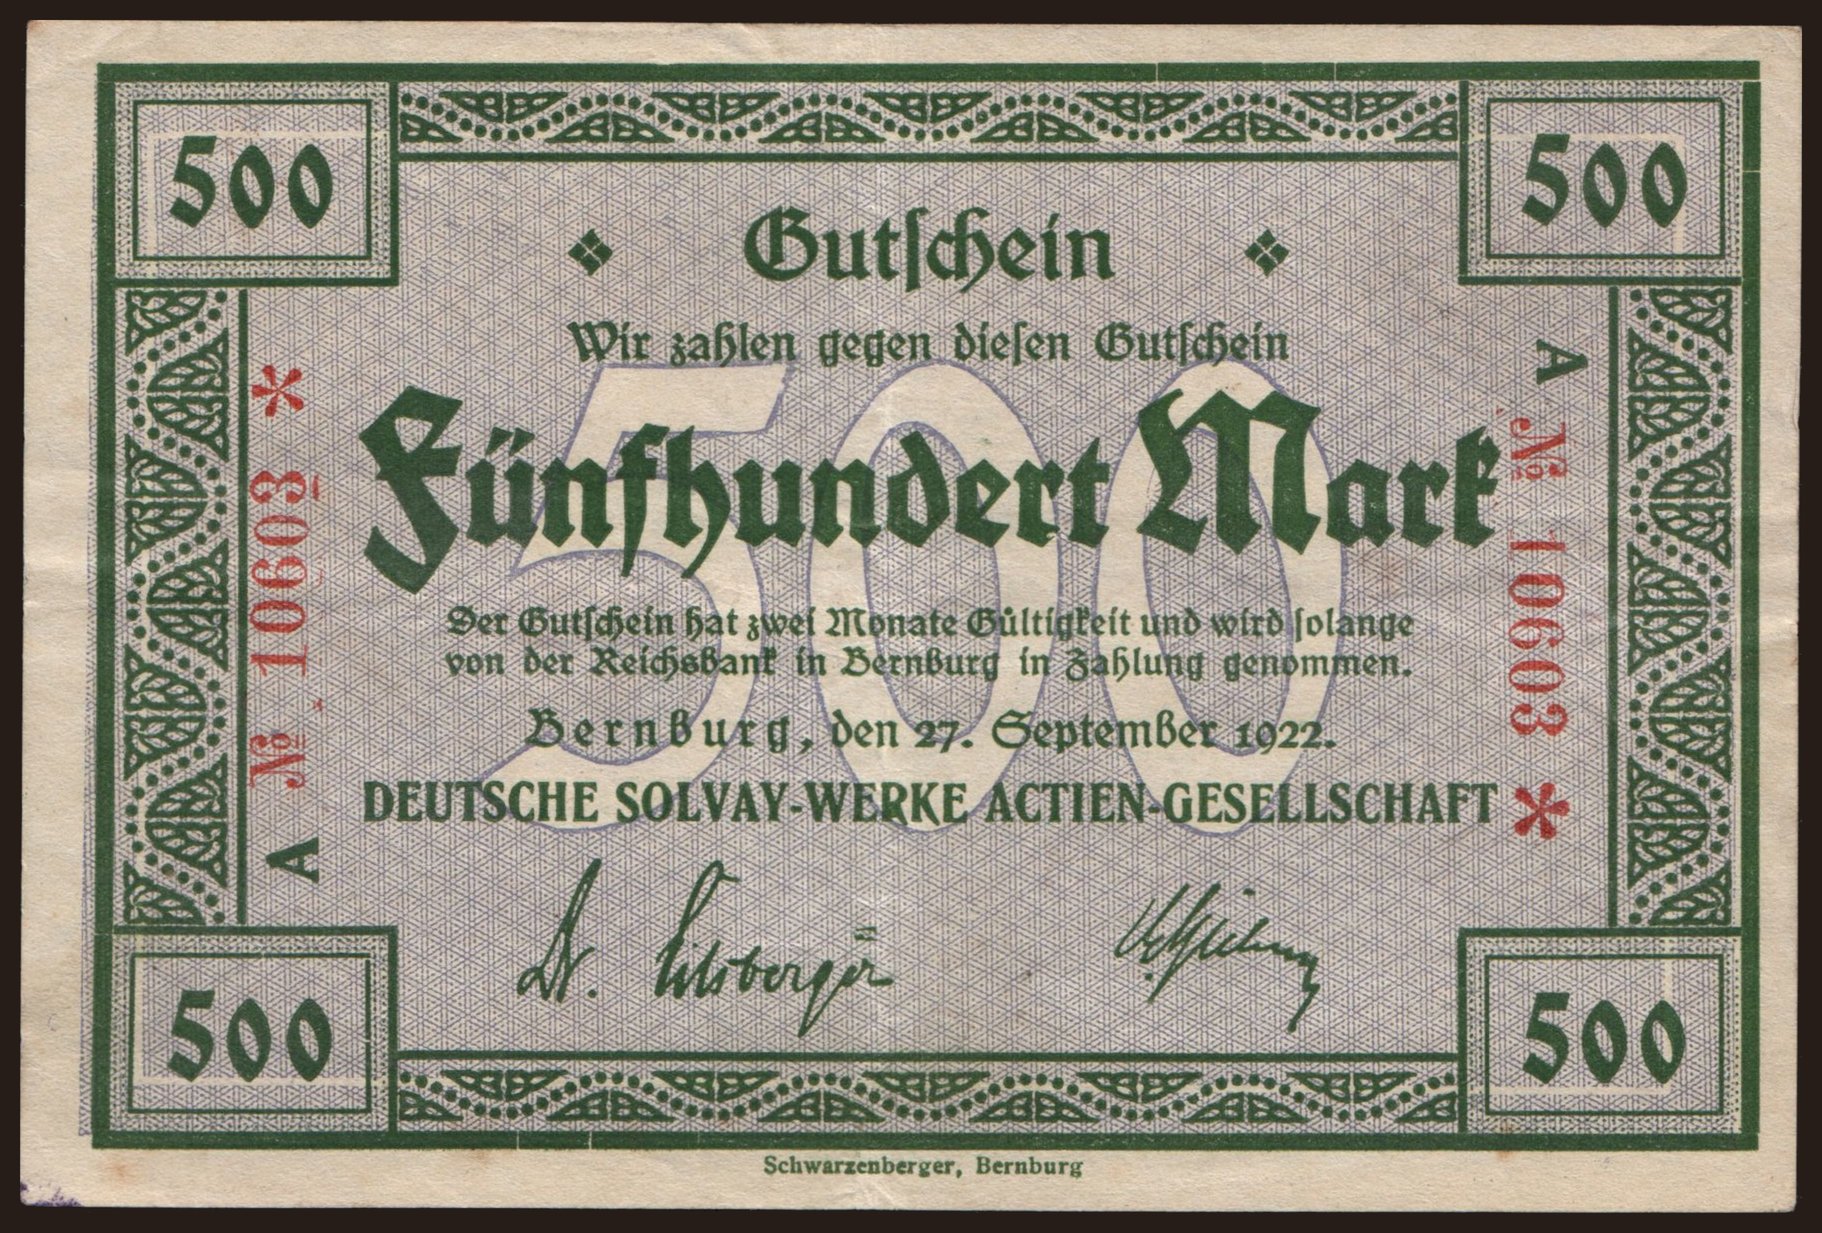 500 500
Gutschein
Wir zahlen gegen diesen Gutschein
Fünfhundert Mark
500
Der Gutschein hat zwei Monate Gültigkeit und wird solange
von der Reichsbank in Bernburg in Zahlung genommen.
Bernburg, den 27. September 1922.
DEUTSCHE SOLVAY-WERKE ACTIEN-GESELLSCHAFT
A № 10603 *
A № 10603 *
Dr.
500 500
Schwarzenberger, Bernburg